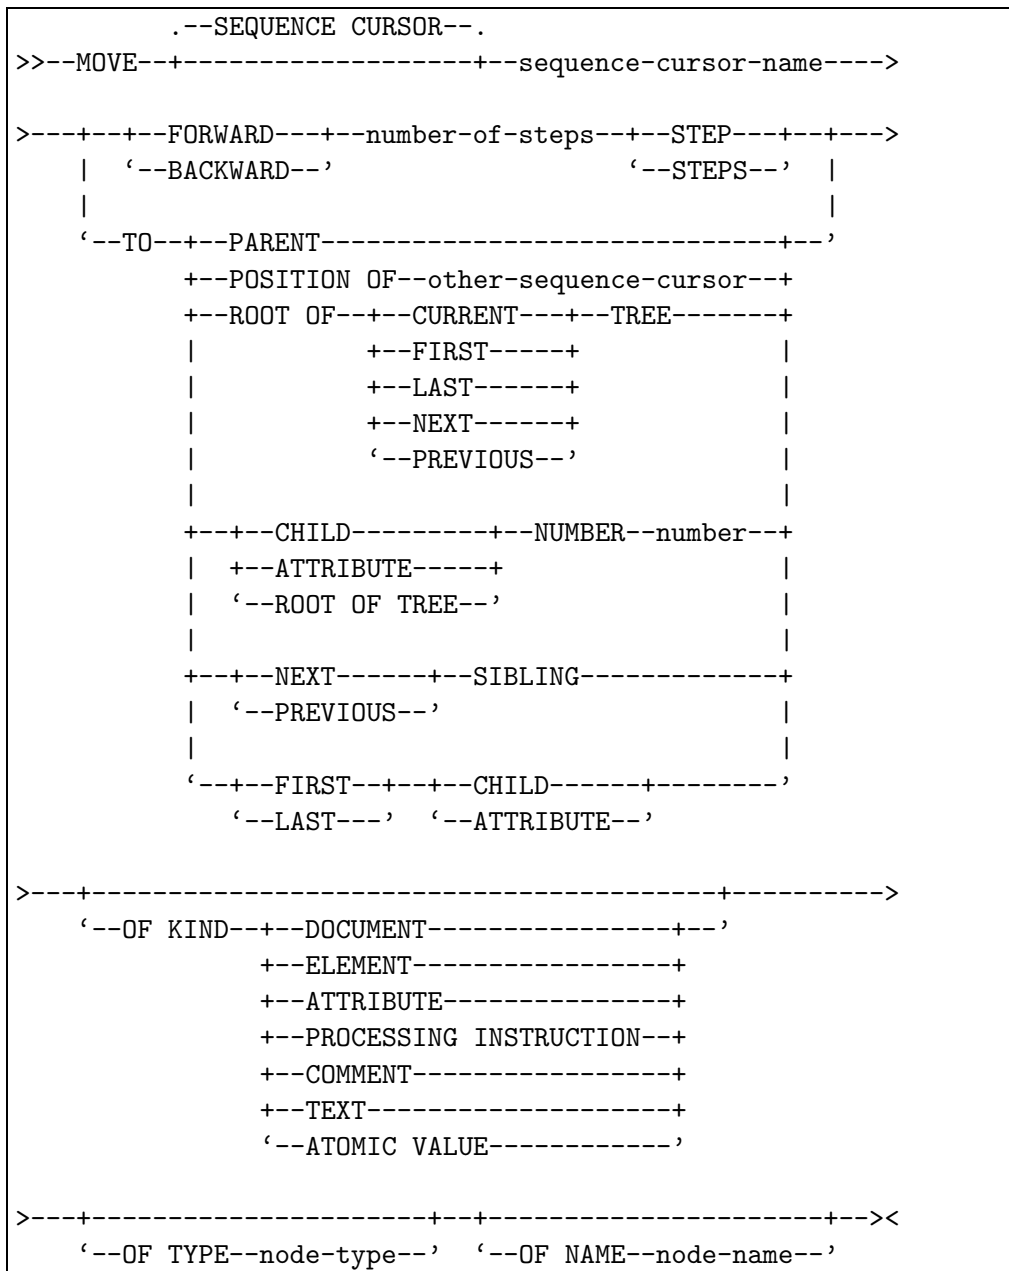 .--SEQUENCE CURSOR--.
>>--MOVE--+-------------------+--sequence-cursor-name---->

>---+--+--FORWARD---+--number-of-steps--+--STEP---+--+--->
    |  ‘--BACKWARD--’                   ‘--STEPS--’  |
    |                                                |
    ‘--TO--+--PARENT------------------------------+--’
           +--POSITION OF--other-sequence-cursor--+
           +--ROOT OF--+--CURRENT---+--TREE-------+
           |           +--FIRST-----+             |
           |           +--LAST------+             |
           |           +--NEXT------+             |
           |           ‘--PREVIOUS--’             |
           |                                      |
           +--+--CHILD---------+--NUMBER--number--+
           |  +--ATTRIBUTE-----+                  |
           |  ‘--ROOT OF TREE--’                  |
           |                                      |
           +--+--NEXT------+--SIBLING-------------+
           |  ‘--PREVIOUS--’                      |
           |                                      |
           ‘--+--FIRST--+--+--CHILD------+--------’
              ‘--LAST---’  ‘--ATTRIBUTE--’

>---+-----------------------------------------+---------->
    ‘--OF KIND--+--DOCUMENT----------------+--’
                +--ELEMENT-----------------+
                +--ATTRIBUTE---------------+
                +--PROCESSING INSTRUCTION--+
                +--COMMENT-----------------+
                +--TEXT--------------------+
                ‘--ATOMIC VALUE------------’

>---+----------------------+--+----------------------+--><
    ‘--OF TYPE--node-type--’  ‘--OF NAME--node-name--’